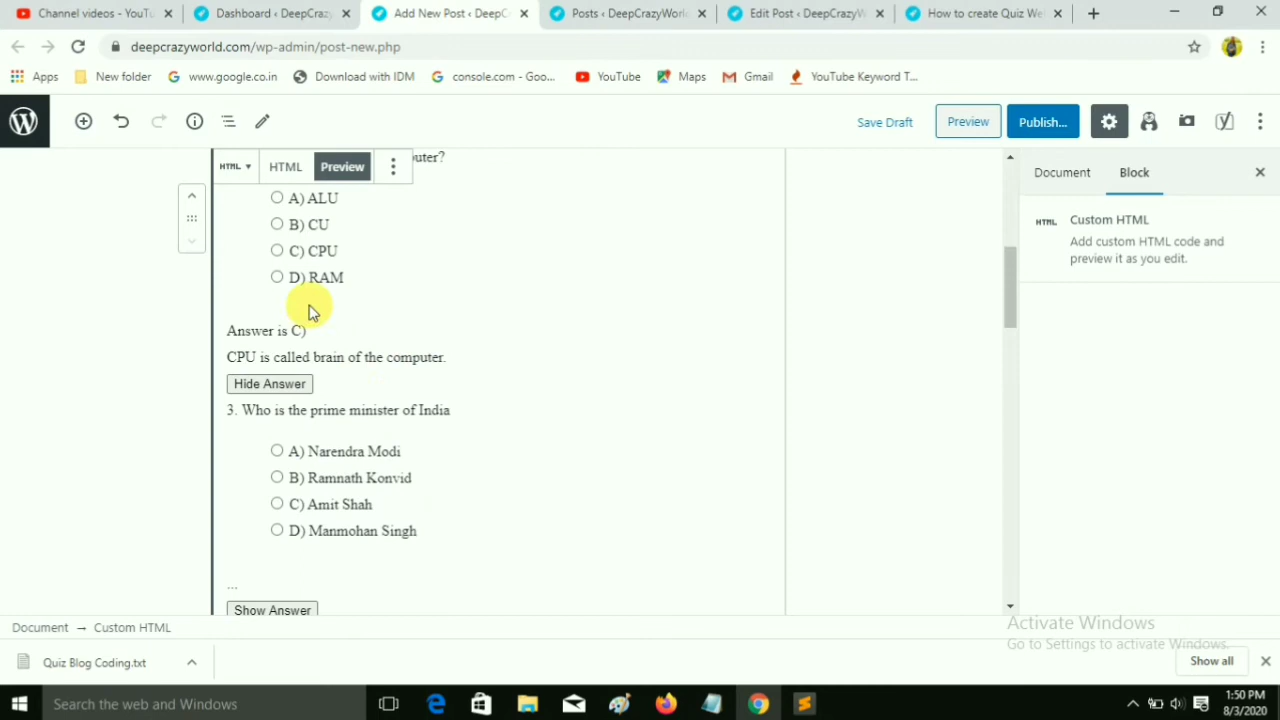 Channel videos - YouTu
Dashboard ‹ DeepCrazy
Add New Post ‹ DeepC
Posts ‹ DeepCrazyWorl
Edit Post ‹ DeepCrazyW
How to create Quiz We
deepcrazyworld.com/wp-admin/post-new.php
Apps
New folder
www.google.co.in
Download with IDM
console.com - Goo...
YouTube
Maps
Gmail
YouTube Keyword T...
Save Draft
Preview
Publish...
uter?
HTML
HTML
Preview
Document
Block
A) ALU
B) CU
C) CPU
D) RAM
HTML
Custom HTML
Add custom HTML code and
preview it as you edit.
Answer is C)
CPU is called brain of the computer.
Hide Answer
3. Who is the prime minister of India
A) Narendra Modi
B) Ramnath Konvid
C) Amit Shah
D) Manmohan Singh
...
Show Answer
Activate Windows
Go to Settings to activate Windows.
Document → Custom HTML
Quiz Blog Coding.txt
Show all
Search the web and Windows
1:50 PM
8/3/2020